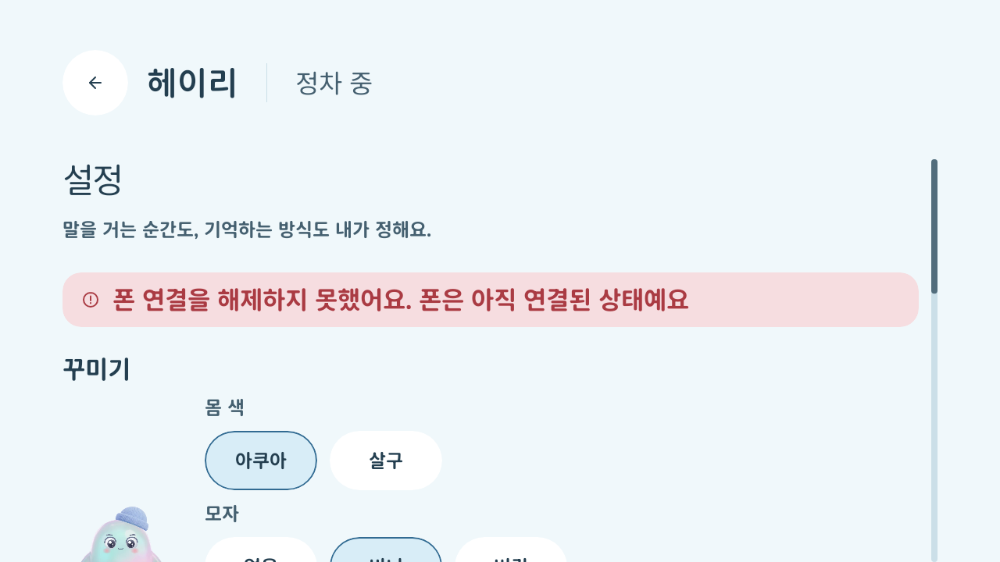 헤이리
정차 중
설정
말을 거는 순간도, 기억하는 방식도 내가 정해요.
폰 연결을 해제하지 못했어요. 폰은 아직 연결된 상태예요
꾸미기
몸 색
아쿠아
살구
모자